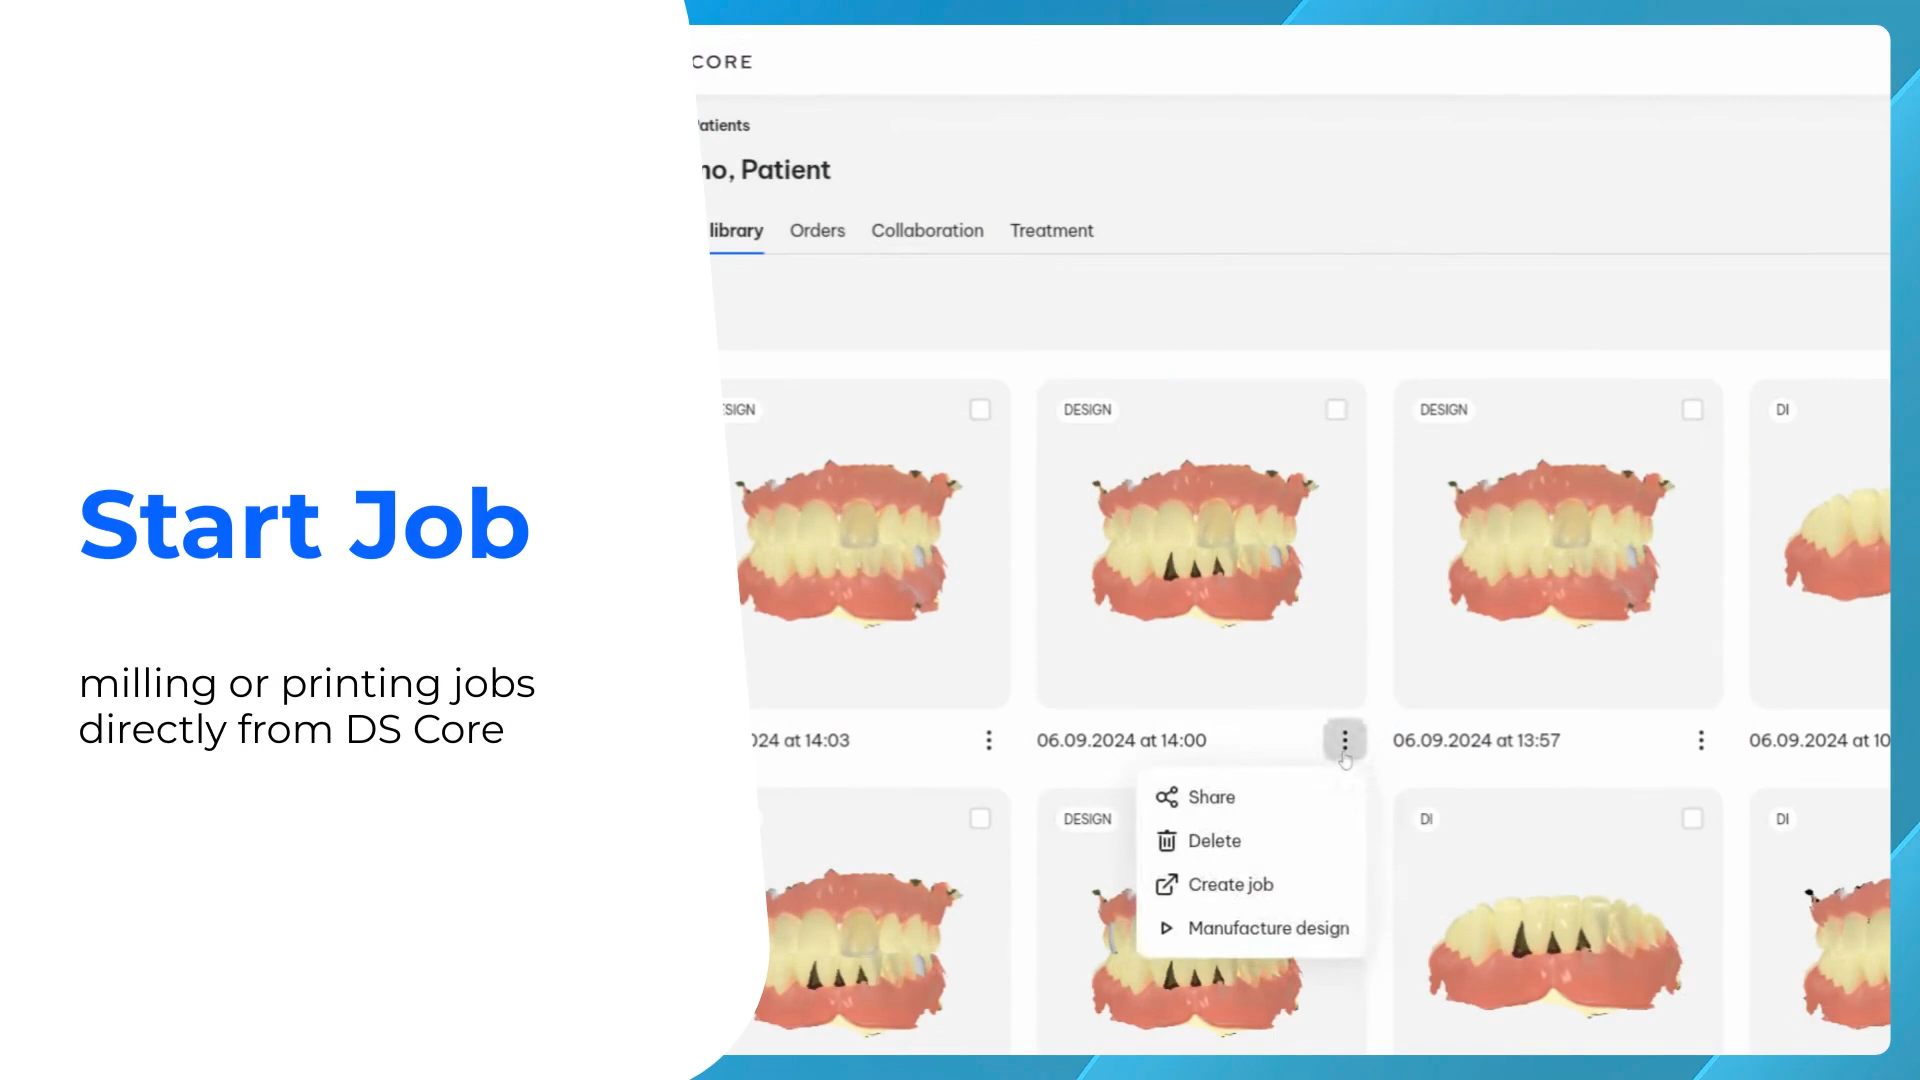 Start Job
milling or printing jobs
directly from DS Core
CORE
atients
no, Patient
library Orders Collaboration Treatment
SIGN DESIGN DESIGN DI
024 at 14:03 06.09.2024 at 14:00 06.09.2024 at 13:57 06.09.2024 at 10
DESIGN DI DI
Share
Delete
Create job
Manufacture design